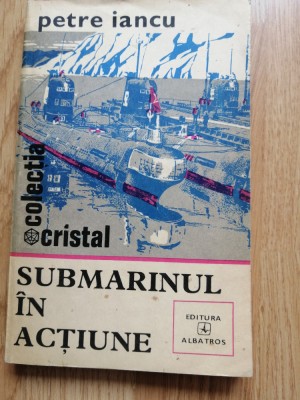 petre iancu
colecția
cristal
SUBMARINUL
ÎN
ACȚIUNE
EDITURA
ALBATROS